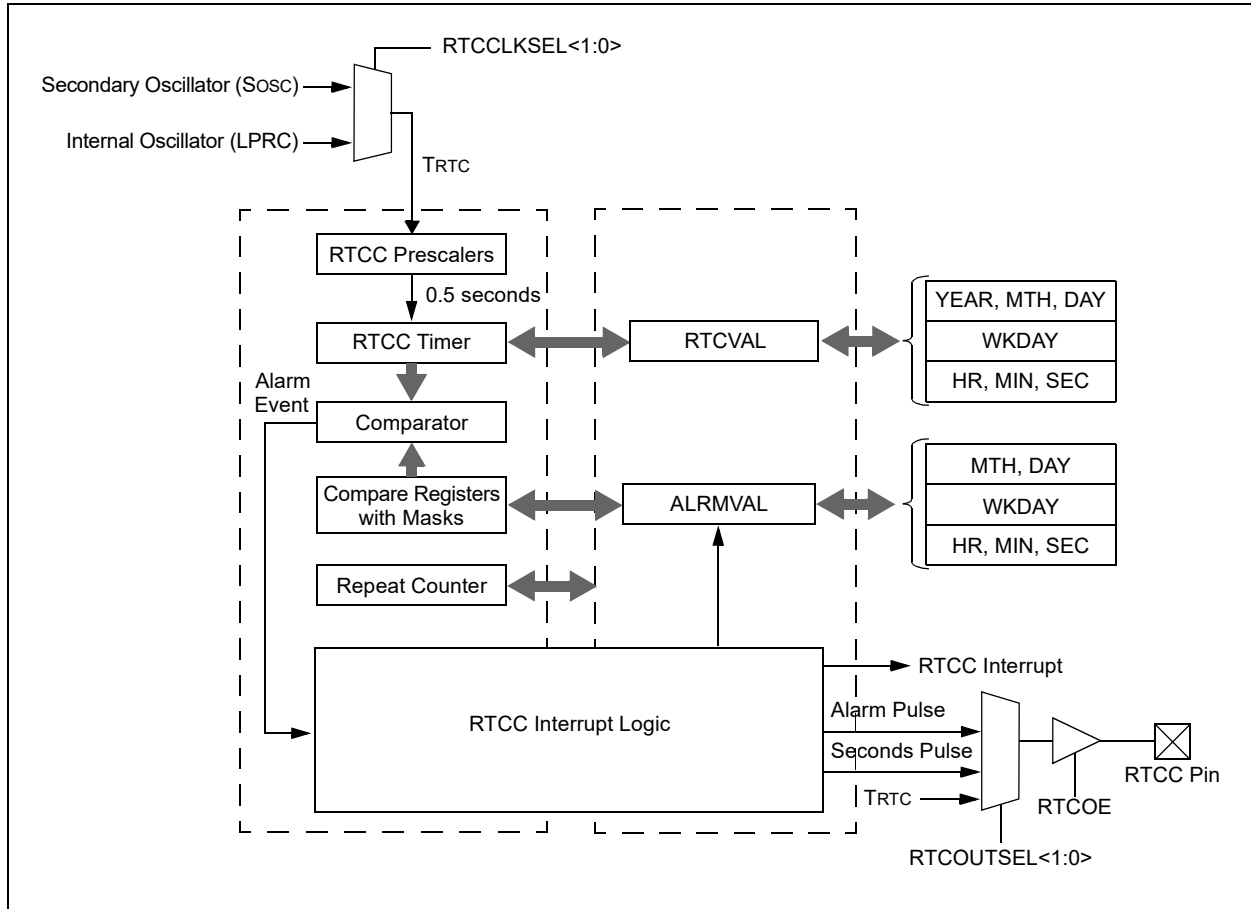 RTCCLKSEL<1:0>
Secondary Oscillator (SOSC)
Internal Oscillator (LPRC)
TRTC
RTCC Prescalers
0.5 seconds
RTCC Timer
RTCVAL
YEAR, MTH, DAY
WKDAY
HR, MIN, SEC
Alarm
Event
Comparator
Compare Registers
with Masks
ALRMVAL
MTH, DAY
WKDAY
HR, MIN, SEC
Repeat Counter
RTCC Interrupt Logic
RTCC Interrupt
Alarm Pulse
Seconds Pulse
TRTC
RTCC Pin
RTCOE
RTCOUTSEL<1:0>